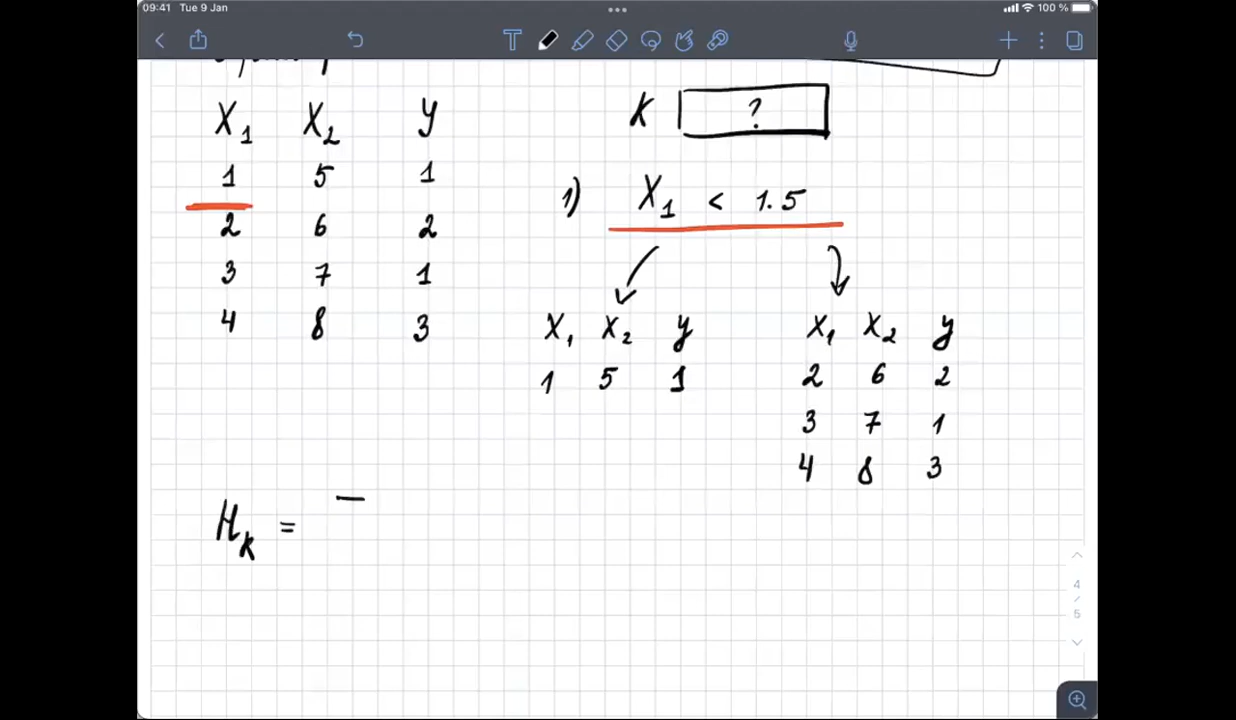 09:41 Tue 9 Jan
100 %
X1 X2 y
1 5 1
2 6 2
3 7 1
4 8 3
K ?
1) X1 < 1.5
X1 X2 y
1 5 1
X1 X2 y
2 6 2
3 7 1
4 8 3
HK =
4
/
5